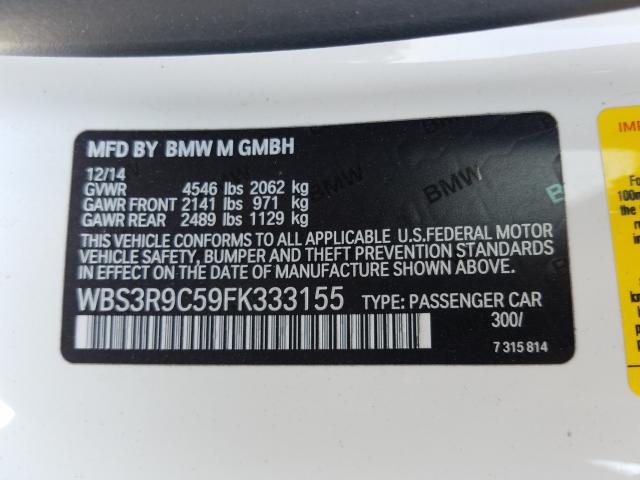 MFD BY BMW M GMBH
12/14
GVWR 4546 lbs 2062 kg
GAWR FRONT 2141 lbs 971 kg
GAWR REAR 2489 lbs 1129 kg
THIS VEHICLE CONFORMS TO ALL APPLICABLE U.S.FEDERAL MOTOR
VEHICLE SAFETY, BUMPER AND THEFT PREVENTION STANDARDS
IN EFFECT ON THE DATE OF MANUFACTURE SHOWN ABOVE.
WBS3R9C59FK333155 TYPE: PASSENGER CAR
300/
7 315 814
BMW